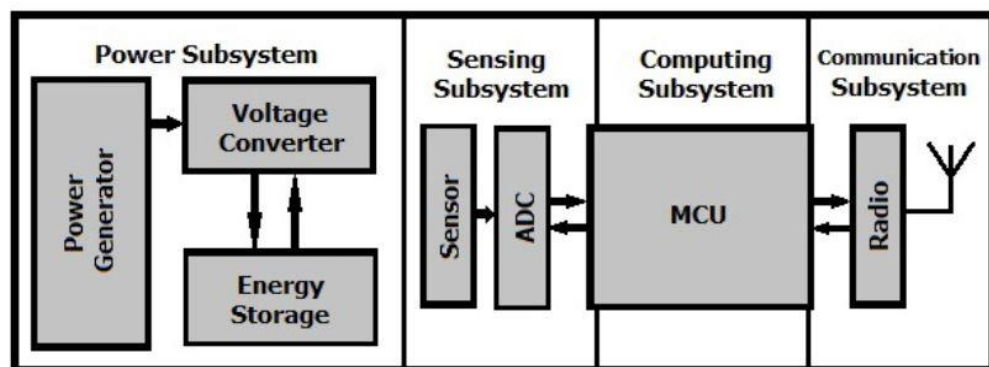 Power Subsystem
Power
Generator
Voltage
Converter
Energy
Storage
Sensing
Subsystem
Sensor
ADC
Computing
Subsystem
MCU
Communication
Subsystem
Radio